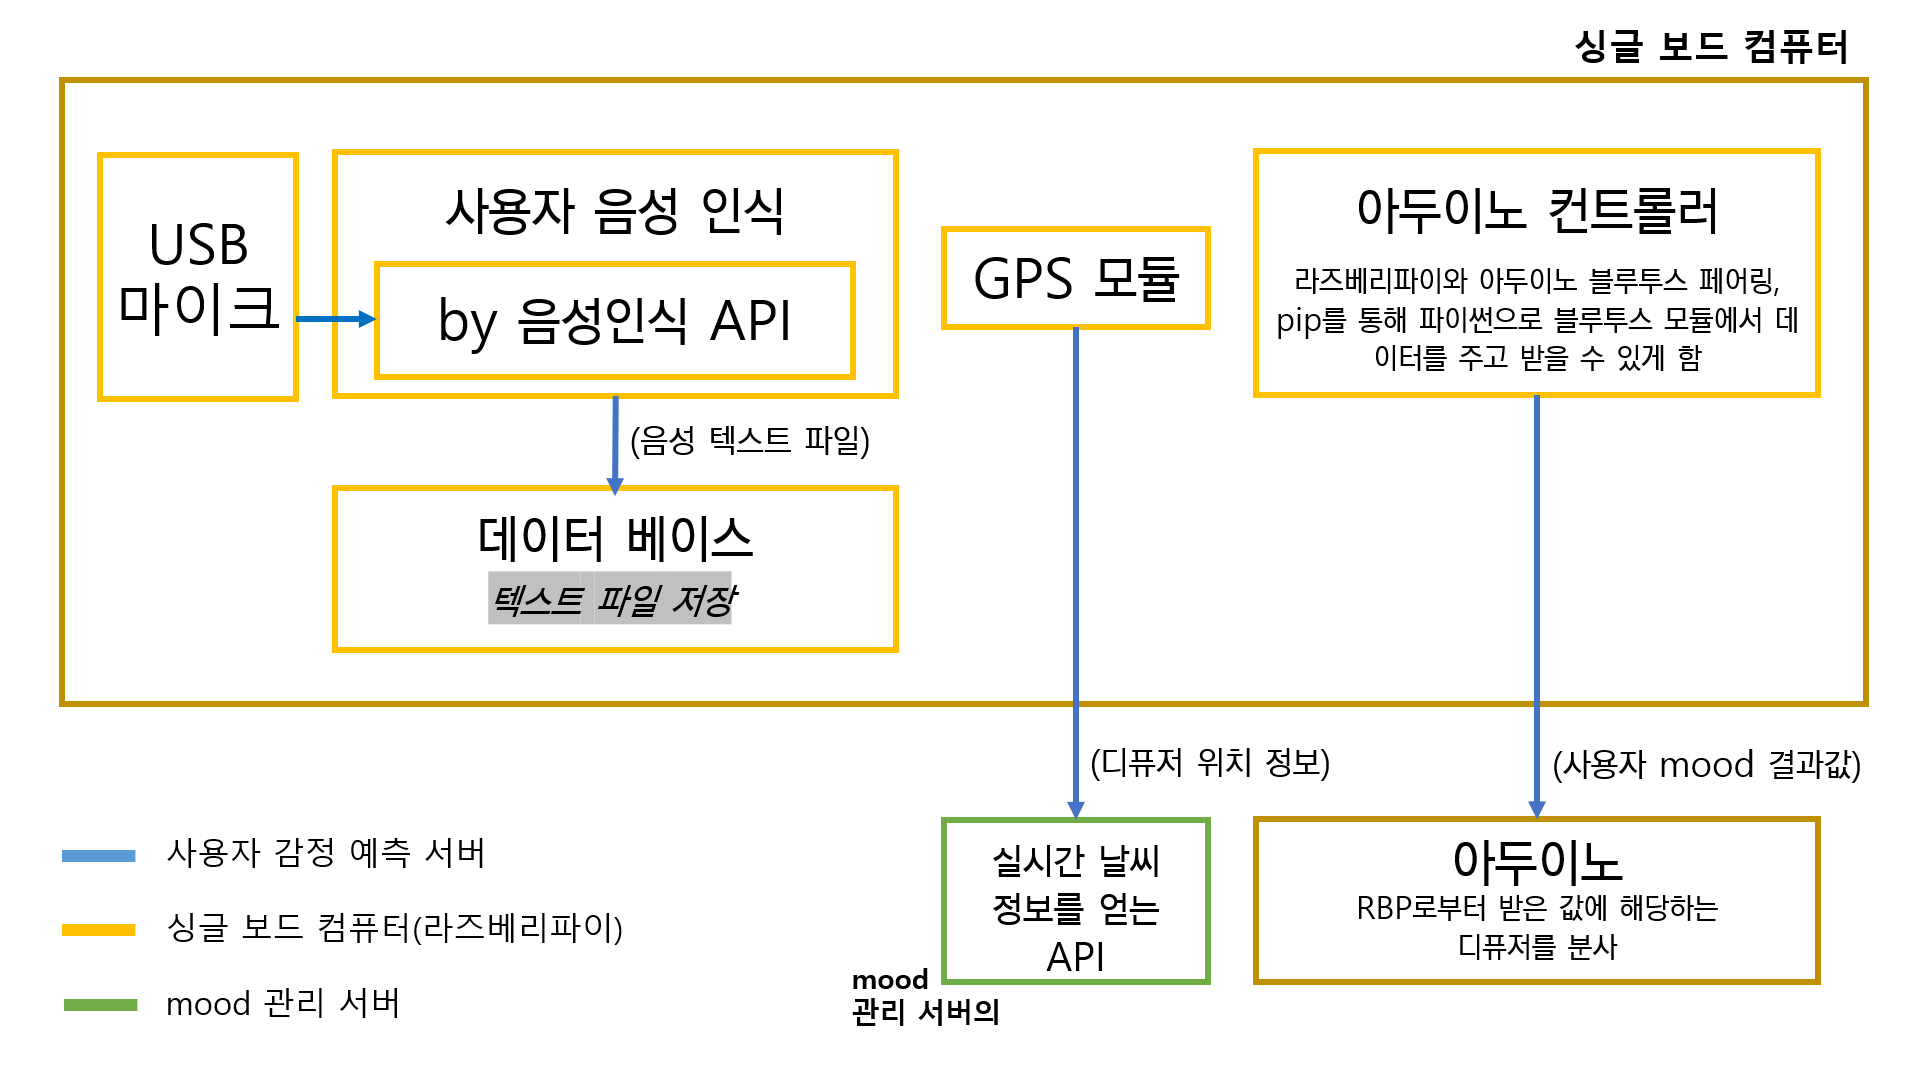 싱글 보드 컴퓨터
USB
마이크
사용자 음성 인식
by 음성인식 API
GPS 모듈
아두이노 컨트롤러
라즈베리파이와 아두이노 블루투스 페어링,
pip를 통해 파이썬으로 블루투스 모듈에서 데
이터를 주고 받을 수 있게 함
(음성 텍스트 파일)
데이터 베이스
텍스트 파일 저장
(디퓨저 위치 정보)
(사용자 mood 결과값)
실시간 날씨
정보를 얻는
API
mood
관리 서버의
아두이노
RBP로부터 받은 값에 해당하는
디퓨저를 분사
사용자 감정 예측 서버
싱글 보드 컴퓨터(라즈베리파이)
mood 관리 서버